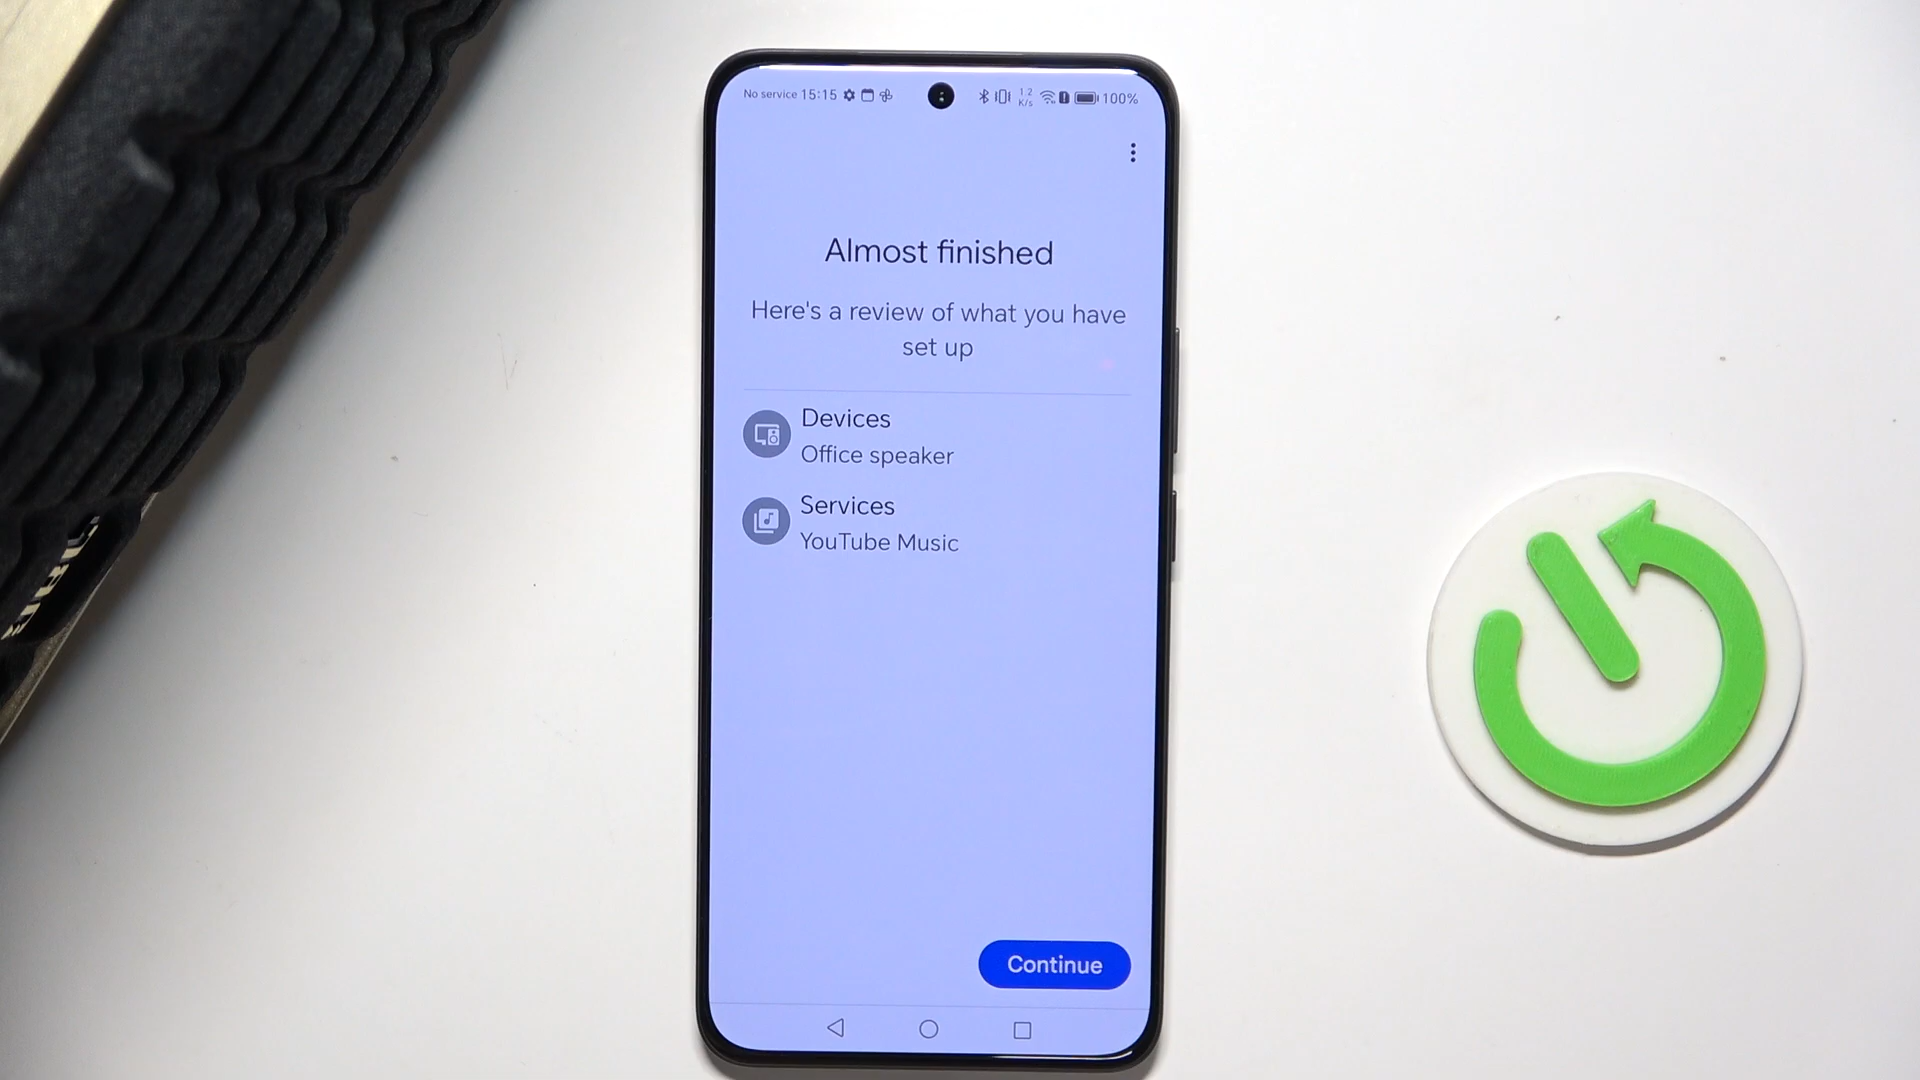 No service 15:15 12 K/s 100%
Almost finished
Here's a review of what you have
set up
Devices
Office speaker
Services
YouTube Music
Continue